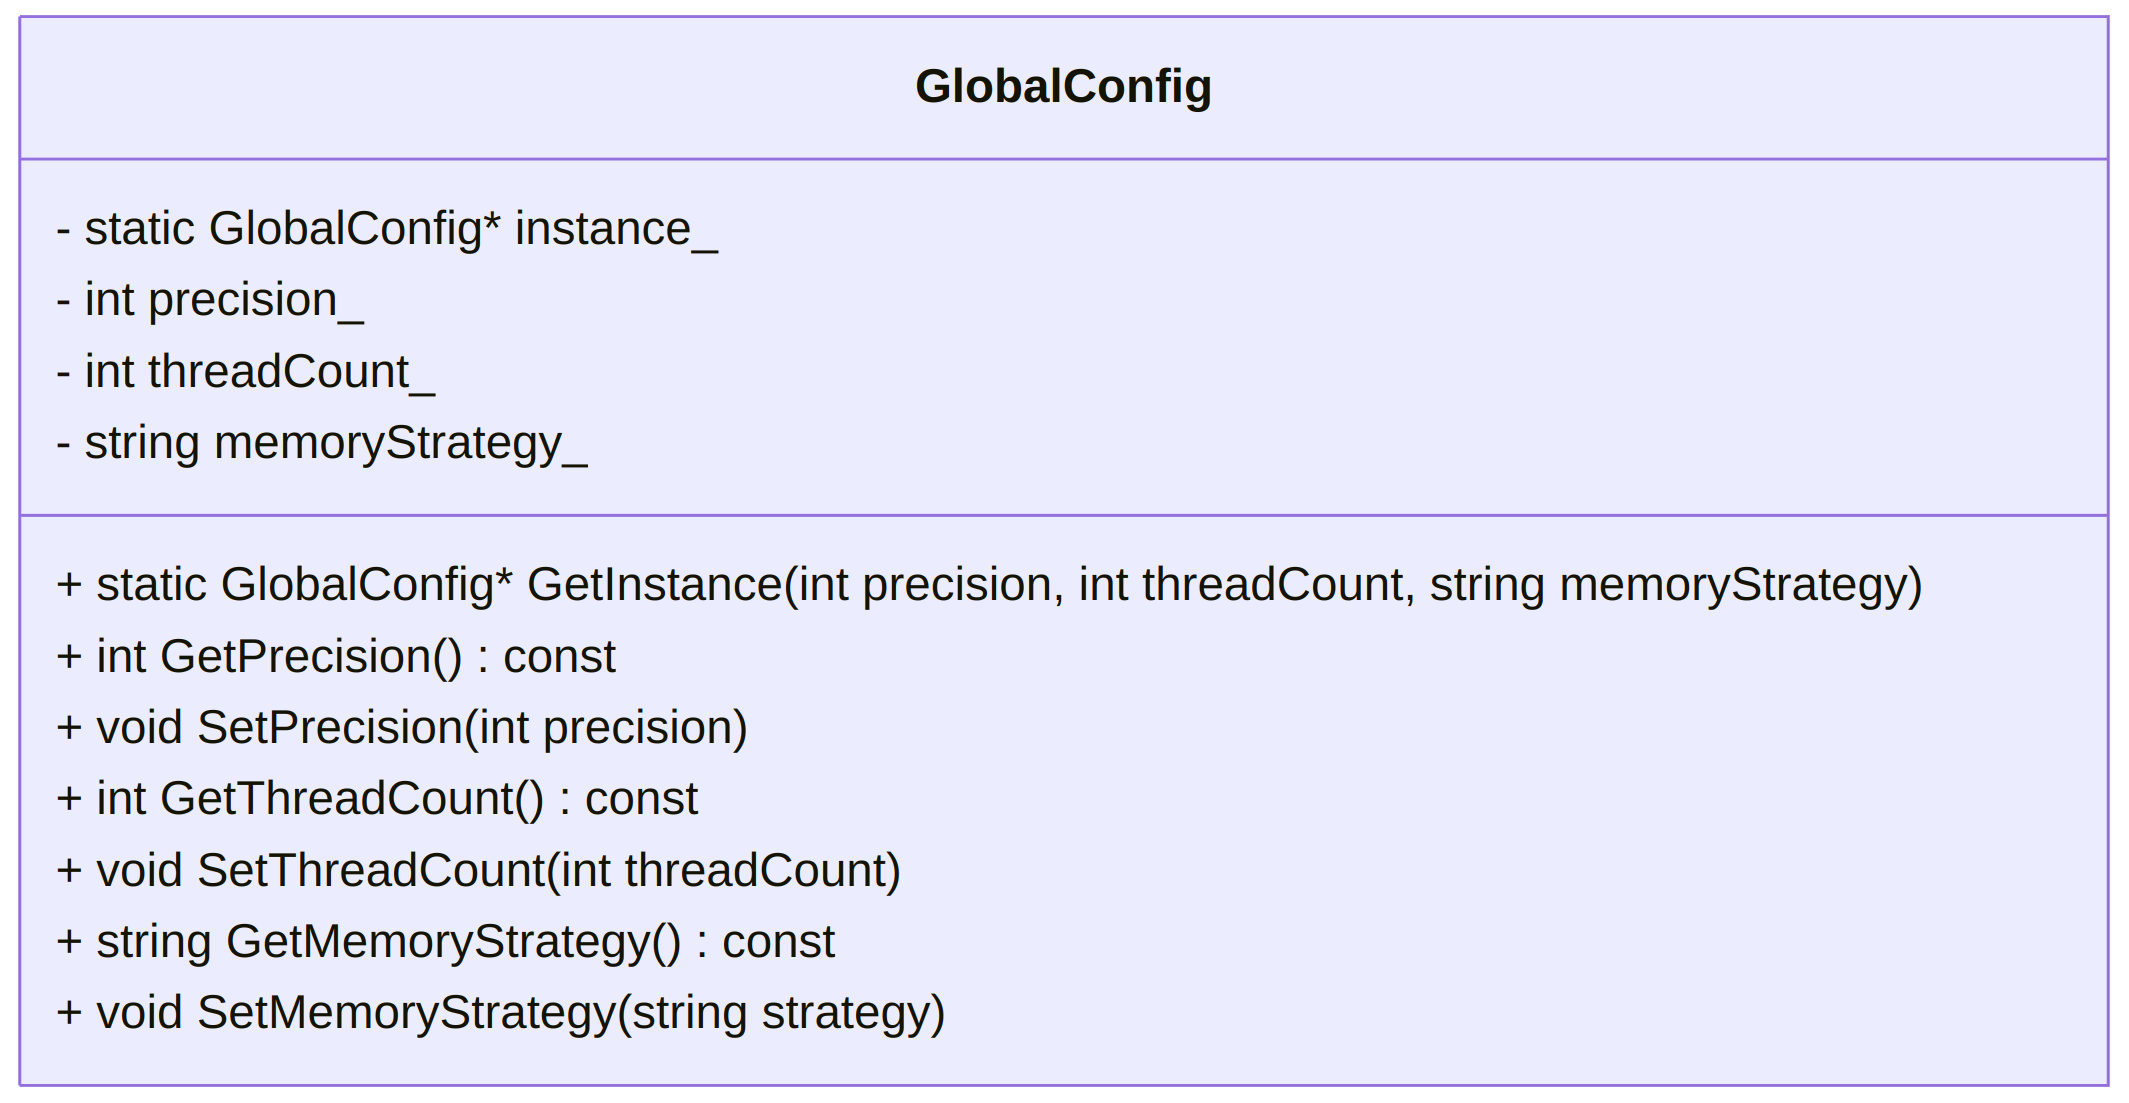 GlobalConfig
- static GlobalConfig* instance_
- int precision_
- int threadCount_
- string memoryStrategy_
+ static GlobalConfig* GetInstance(int precision, int threadCount, string memoryStrategy)
+ int GetPrecision() : const
+ void SetPrecision(int precision)
+ int GetThreadCount() : const
+ void SetThreadCount(int threadCount)
+ string GetMemoryStrategy() : const
+ void SetMemoryStrategy(string strategy)